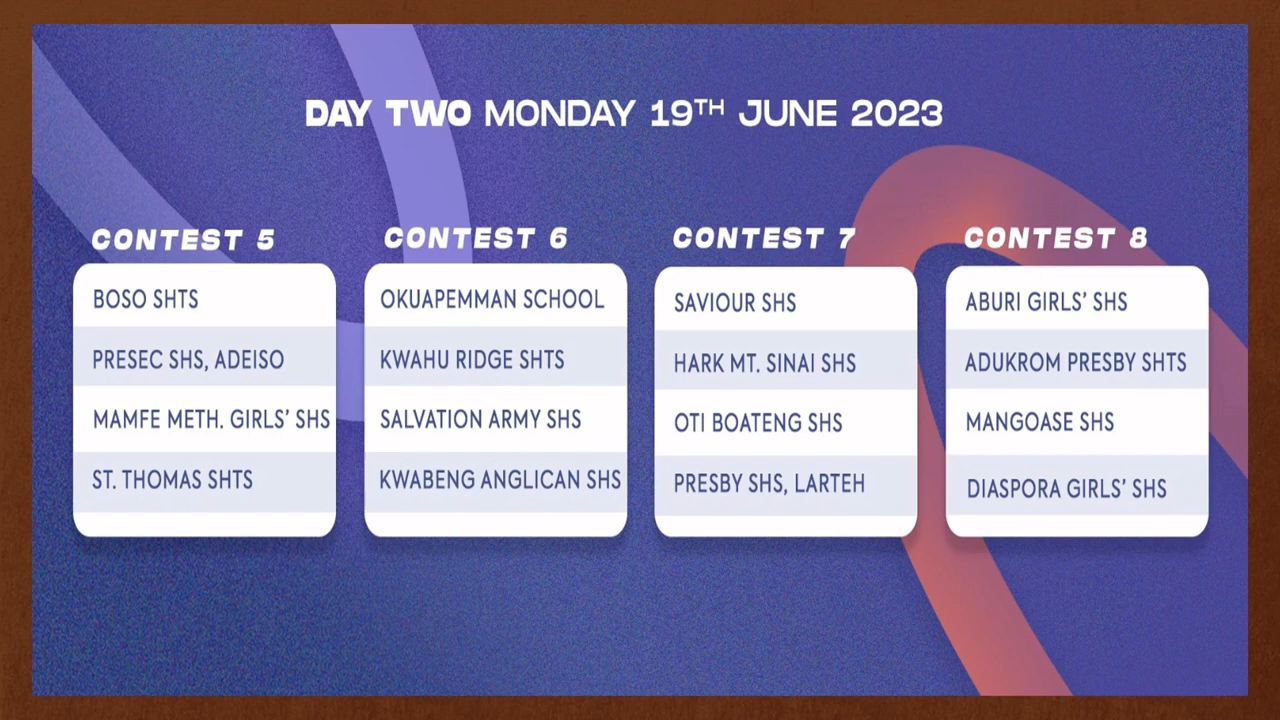 DAY TWO MONDAY 19TH JUNE 2023
CONTEST 5
BOSO SHTS
PRESEC SHS, ADEISO
MAMFE METH. GIRLS' SHS
ST. THOMAS SHTS
CONTEST 6
OKUAPEMMAN SCHOOL
KWAHU RIDGE SHTS
SALVATION ARMY SHS
KWABENG ANGLICAN SHS
CONTEST 7
SAVIOUR SHS
HARK MT. SINAI SHS
OTI BOATENG SHS
PRESBY SHS, LARTEH
CONTEST 8
ABURI GIRLS' SHS
ADUKROM PRESBY SHTS
MANGOASE SHS
DIASPORA GIRLS' SHS